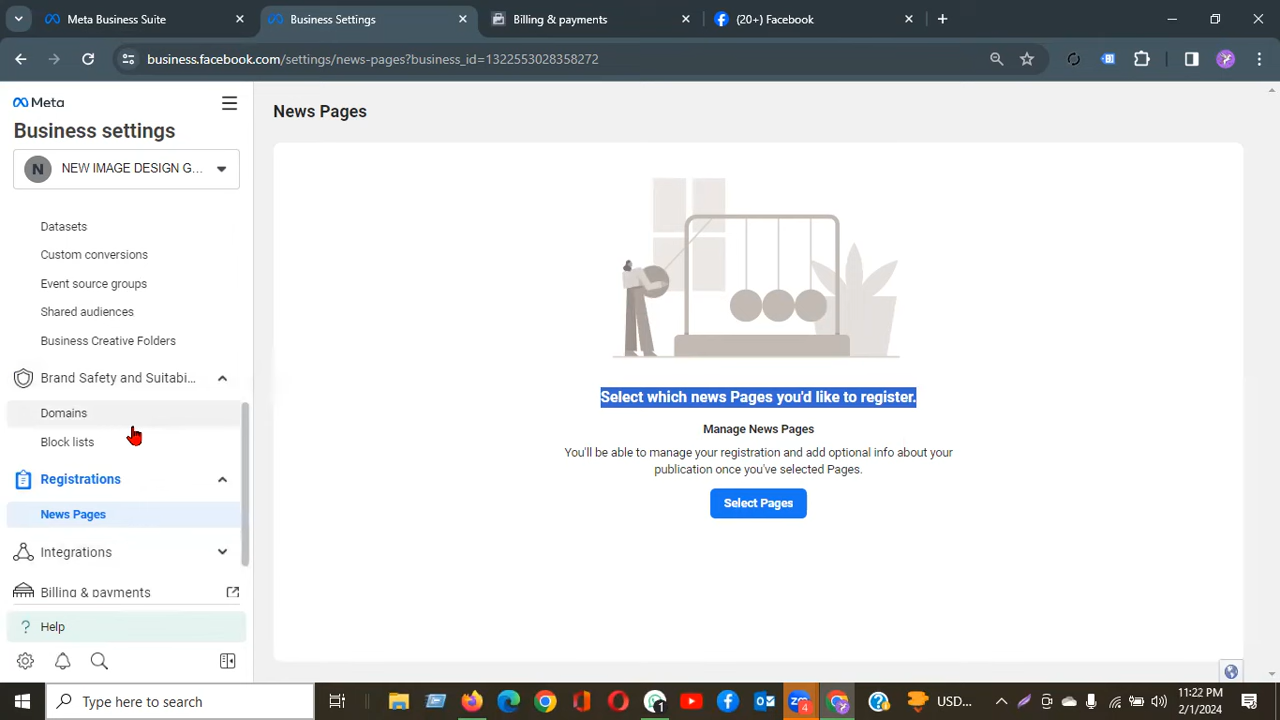 Meta Business Suite
Business Settings
Billing & payments
(20+) Facebook
business.facebook.com/settings/news-pages?business_id=1322553028358272
Meta
Business settings
N NEW IMAGE DESIGN G...
Datasets
Custom conversions
Event source groups
Shared audiences
Business Creative Folders
Brand Safety and Suitabi...
Domains
Block lists
Registrations
News Pages
Integrations
Billing & payments
? Help
News Pages
Select which news Pages you'd like to register.
Manage News Pages
You'll be able to manage your registration and add optional info about your
publication once you've selected Pages.
Select Pages
Type here to search
1
4
USD...
11:22 PM
2/1/2024